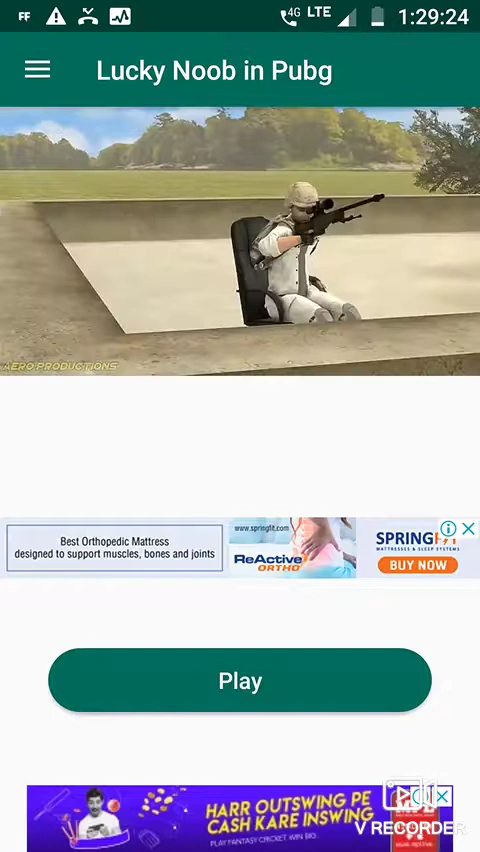 FF
4G LTE
1:29:24
Lucky Noob in Pubg
AERO PRODUCTIONS
www.springfit.com
Best Orthopedic Mattress
designed to support muscles, bones and joints
ReActive
ORTHO
SPRINGFIT
MATTRESSES & SLEEP SYSTEMS
BUY NOW
Play
HARR OUTSWING PE
CASH KARE INSWING
PLAY FANTASY CRICKET, WIN BIG.
V RECORDER